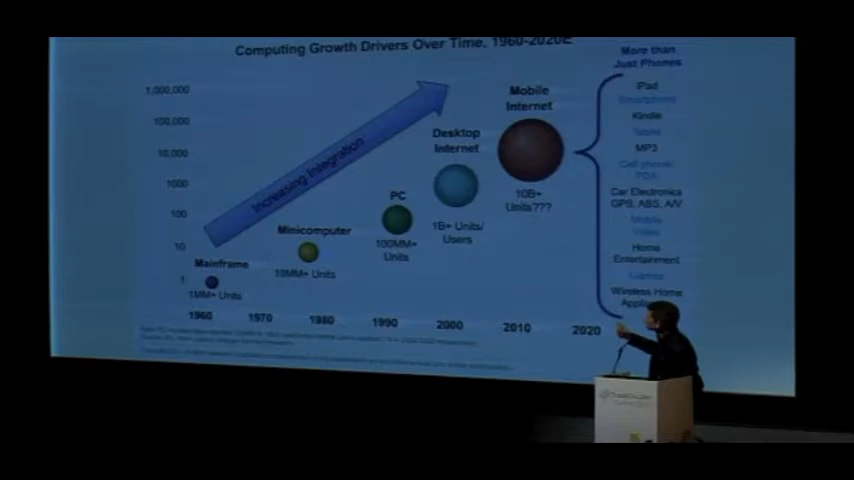 Computing Growth Drivers Over Time, 1960-2020E
More than
Just Phones
1,000,000
100,000
10,000
1000
100
10
1
Increasing Integration
Mainframe
1MM+ Units
Minicomputer
10MM+ Units
PC
100MM+
Units
Desktop
Internet
1B+ Units/
Users
Mobile
Internet
10B+
Units???
iPad
Smartphone
Kindle
Tablet
MP3
Cell phone/
PDA
Car Electronics
GPS, ABS, A/V
Mobile
Video
Home
Entertainment
Games
Wireless Home
1960
1970
1980
1990
2000
2010
2020